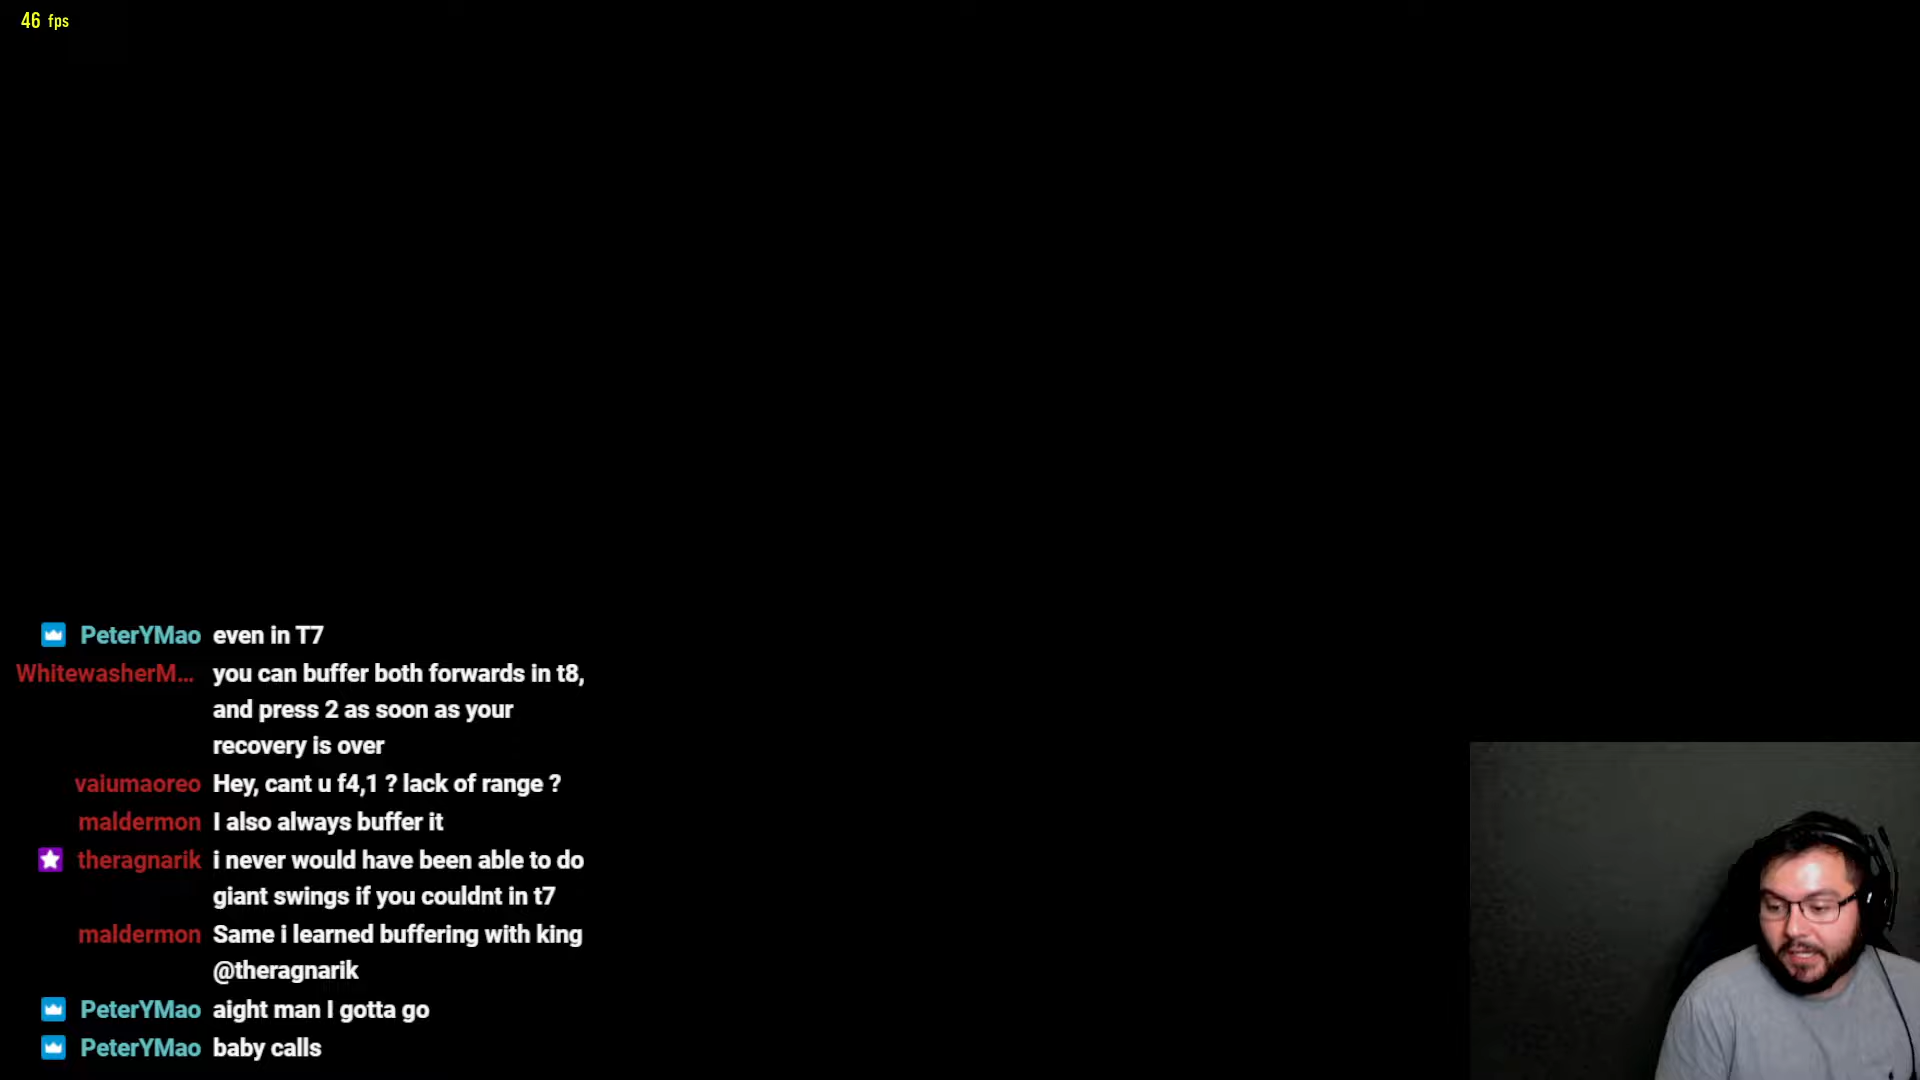 46 fps
PeterYMao even in T7
WhitewasherM... you can buffer both forwards in t8,
and press 2 as soon as your
recovery is over
vaiumaoreo Hey, cant u f4,1 ? lack of range ?
maldermon I also always buffer it
theragnarik i never would have been able to do
giant swings if you couldnt in t7
maldermon Same i learned buffering with king
@theragnarik
PeterYMao aight man I gotta go
PeterYMao baby calls